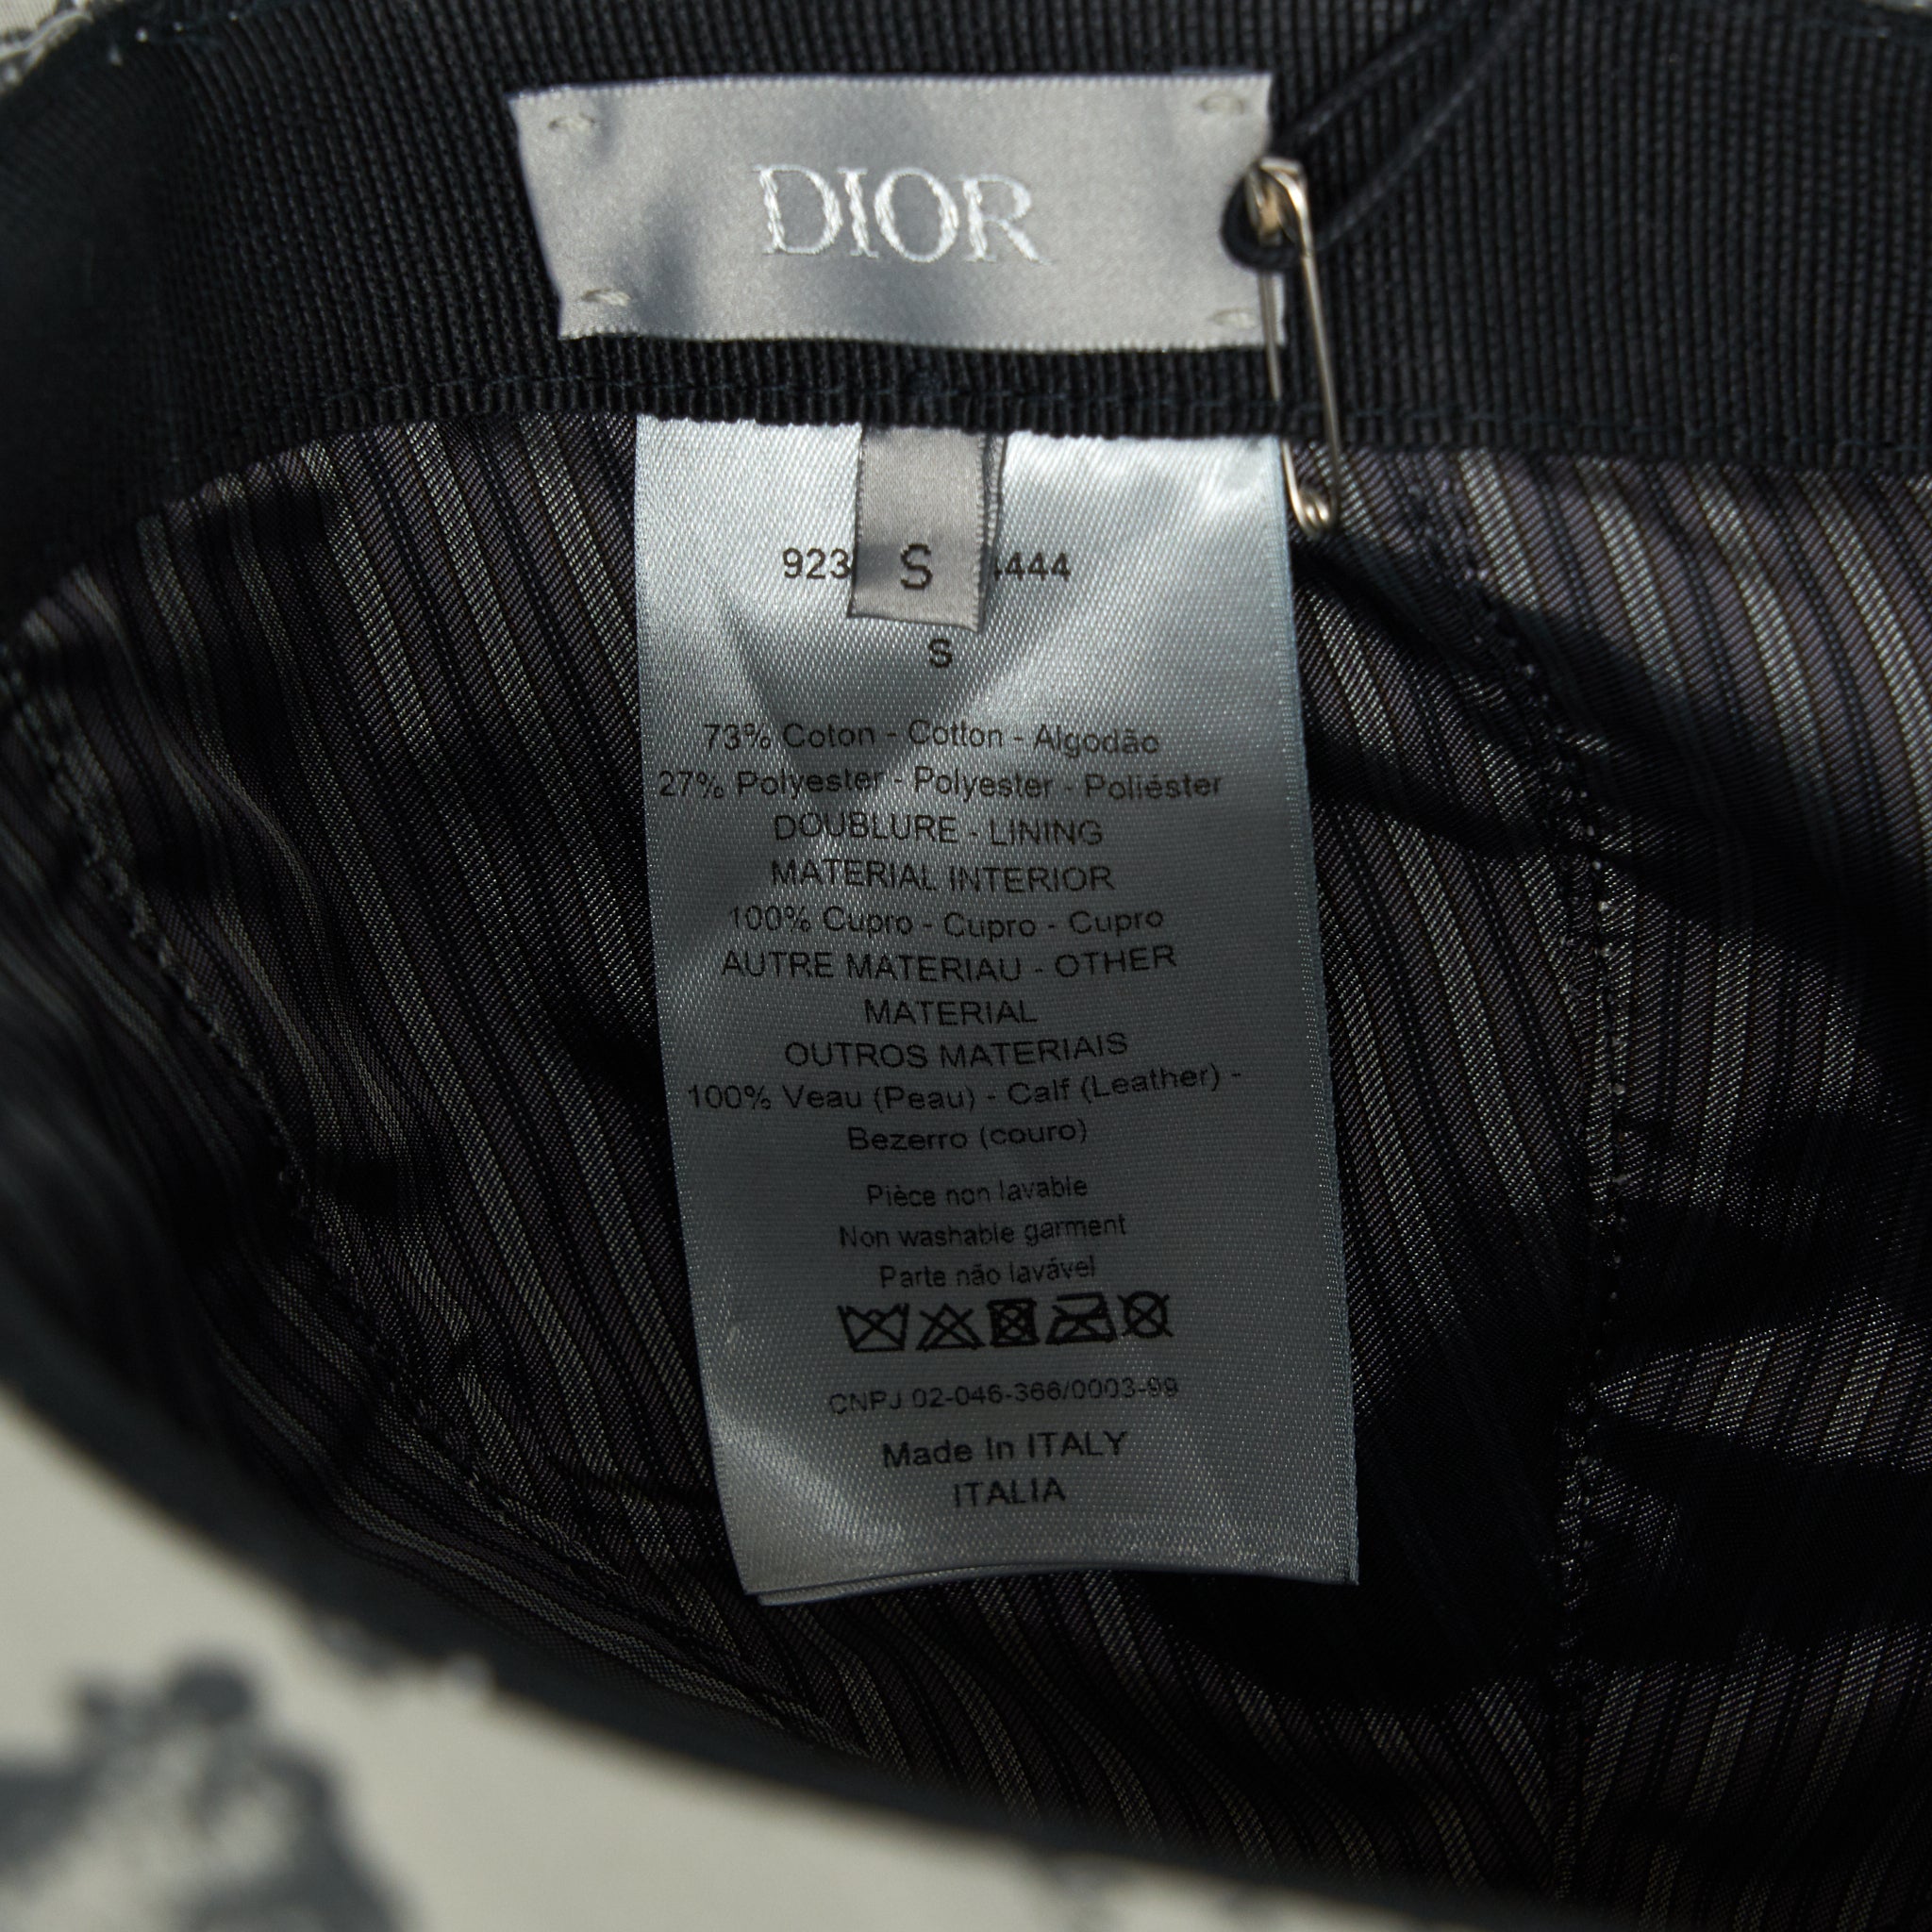 DIOR
923
S
.444
S
73% Coton - Cotton - Algodão
27% Polyester - Polyester - Poliéster
DOUBLURE - LINING
MATERIAL INTERIOR
100% Cupro - Cupro - Cupro
AUTRE MATERIAU - OTHER
MATERIAL
OUTROS MATERIAIS
100% Veau (Peau) - Calf (Leather) -
Bezerro (couro)
Pièce non lavable
Non washable garment
Parte não lavável
CNPJ 02-046-366/0003-99
Made In ITALY
ITALIA